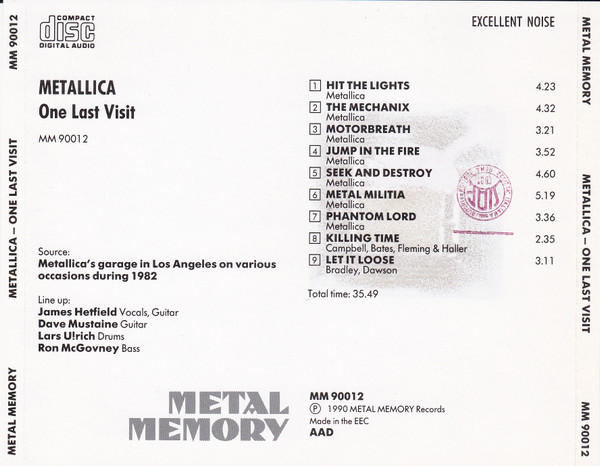 COMPACT
disc
DIGITAL AUDIO
EXCELLENT NOISE
MM 90012
METALLICA – ONE LAST VISIT
METAL MEMORY
METALLICA
One Last Visit
MM 90012
1 HIT THE LIGHTS 4.23
Metallica
2 THE MECHANIX 4.32
Metallica
3 MOTORBREATH 3.21
Metallica
4 JUMP IN THE FIRE 3.52
Metallica
5 SEEK AND DESTROY 4.60
Metallica
6 METAL MILITIA 5.19
Metallica
7 PHANTOM LORD 3.36
Metallica
8 KILLING TIME 2.35
Campbell, Bates, Fleming & Haller
9 LET IT LOOSE 3.11
Bradley, Dawson
Total time: 35.49
Source:
Metallica's garage in Los Angeles on various
occasions during 1982
Line up:
James Hetfield Vocals, Guitar
Dave Mustaine Guitar
Lars Ulrich Drums
Ron McGovney Bass
METAL
MEMORY
MM 90012
Ⓟ 1990 METAL MEMORY Records
Made in the EEC
AAD
METAL MEMORY
METALLICA – ONE LAST VISIT
MM 90012